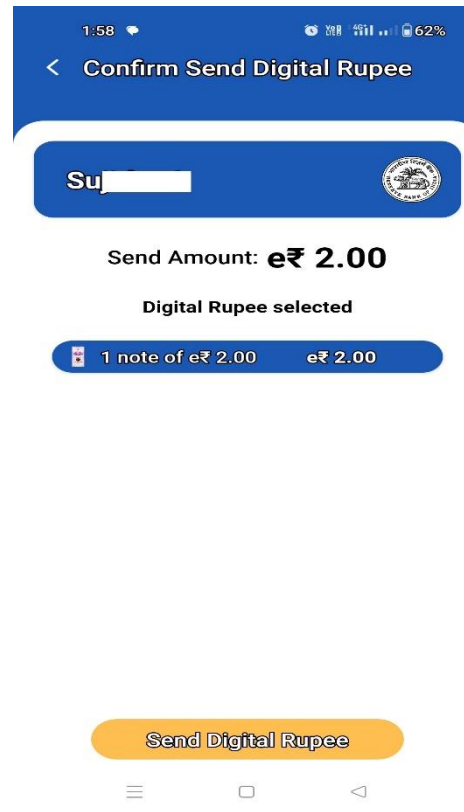 1:58 62%
< Confirm Send Digital Rupee
Suj
Send Amount: e₹ 2.00
Digital Rupee selected
1 note of e₹ 2.00 e₹ 2.00
Send Digital Rupee